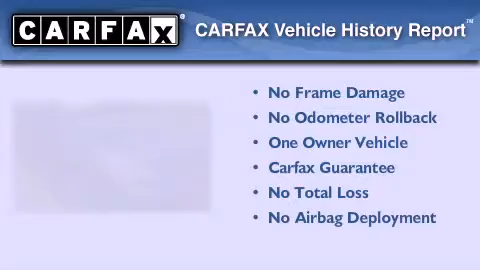 CARFAX® CARFAX Vehicle History Report™
• No Frame Damage
• No Odometer Rollback
• One Owner Vehicle
• Carfax Guarantee
• No Total Loss
• No Airbag Deployment